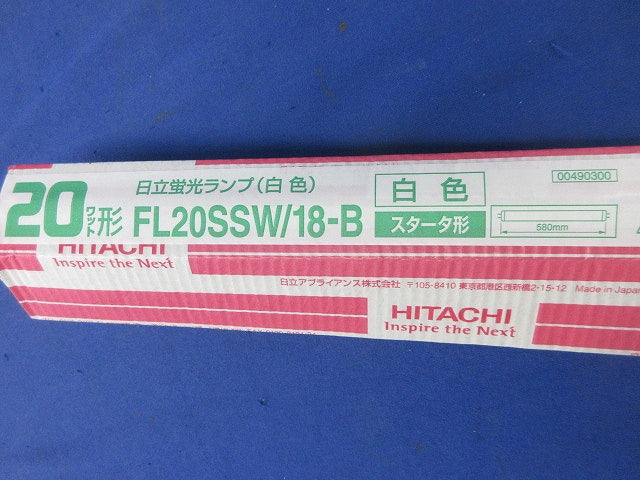 20ワット形
日立蛍光ランプ(白色)
FL20SSW/18-B
白色
スタータ形
00490300
580mm
HITACHI
Inspire the Next
日立アプライアンス株式会社 〒105-8410 東京都港区西新橋2-15-12 Made in Japan
HITACHI
Inspire the Next